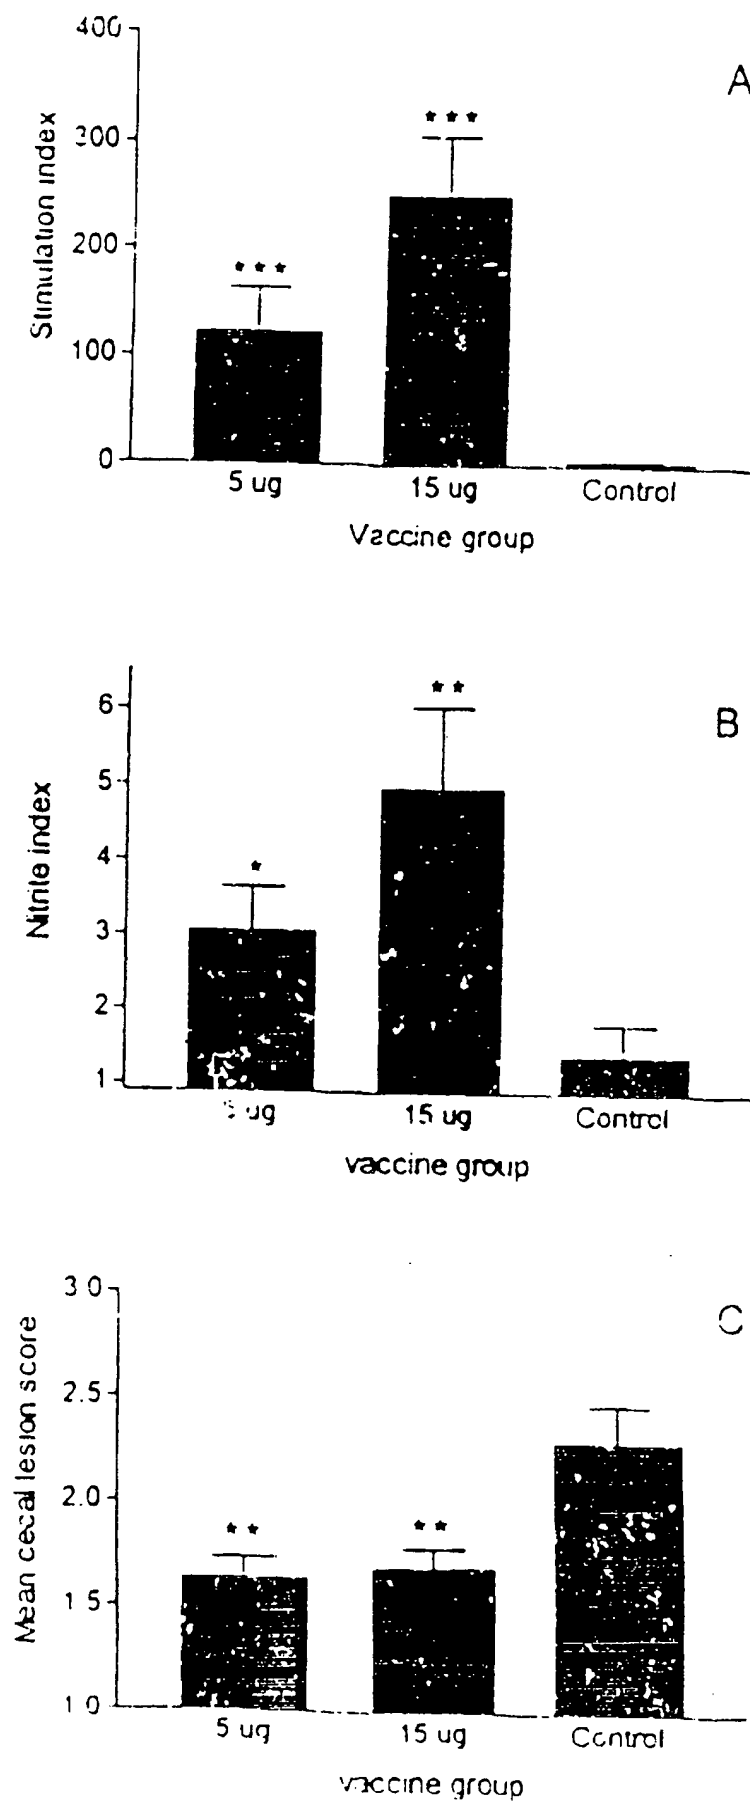 A
400
300
200
100
0
Stimulation index
* * *
* * *
5 ug 15 ug Control
Vaccine group
B
6
5
4
3
2
1
Nitrite index
*
* *
5 ug 15 ug Control
vaccine group
C
3.0
2.5
2.0
1.5
1.0
Mean cecal lesion score
* *
* *
5 ug 15 ug Control
vaccine group